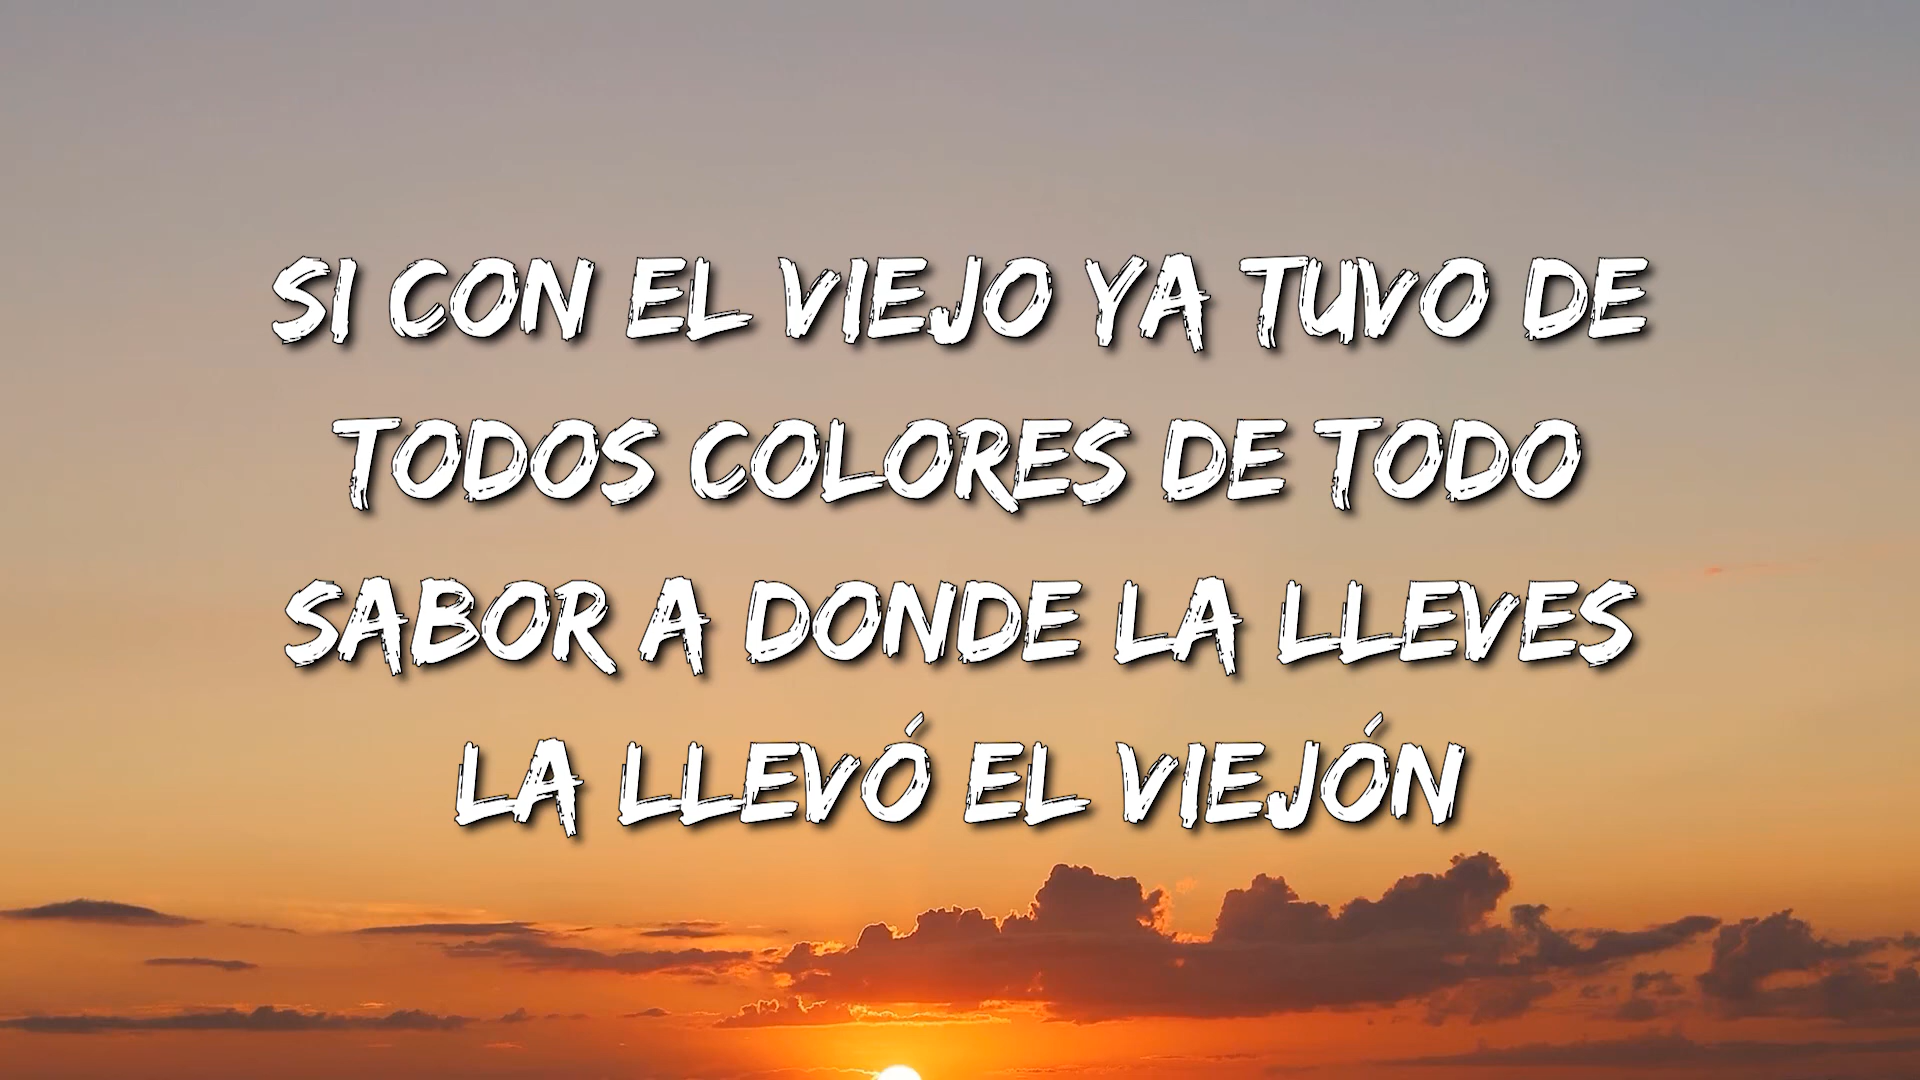 SI CON EL VIEJO YA TUVO DE
TODOS COLORES DE TODO
SABOR A DONDE LA LLEVES
LA LLEVÓ EL VIEJÓN